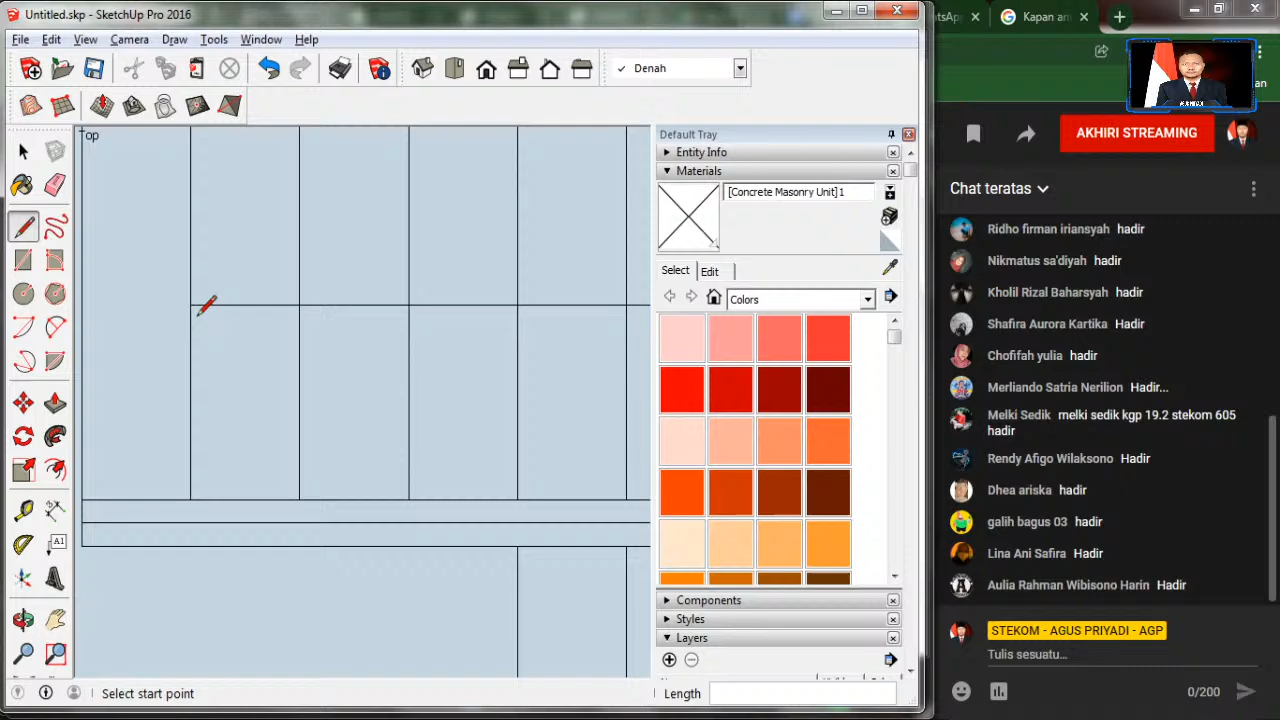 Untitled.skp - SketchUp Pro 2016
File Edit View Camera Draw Tools Window Help
Denah
Top
Default Tray
Entity Info
Materials
[Concrete Masonry Unit]1
Select Edit
Colors
Components
Styles
Layers
A1
Select start point
Length
Kapan an
AKHIRI STREAMING
Chat teratas
Ridho firman iriansyah hadir
Nikmatus sa'diyah hadir
Kholil Rizal Baharsyah hadir
Shafira Aurora Kartika Hadir
Chofifah yulia hadir
Merliando Satria Nerilion Hadir...
Melki Sedik melki sedik kgp 19.2 stekom 605
hadir
Rendy Afigo Wilaksono Hadir
Dhea ariska hadir
galih bagus 03 hadir
Lina Ani Safira Hadir
Aulia Rahman Wibisono Harin Hadir
STEKOM - AGUS PRIYADI - AGP
Tulis sesuatu...
0/200